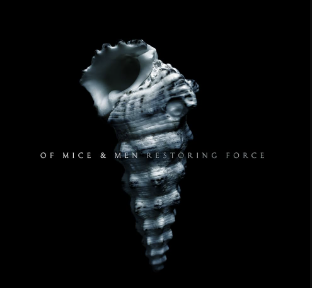 OF MICE & MEN RESTORING FORCE